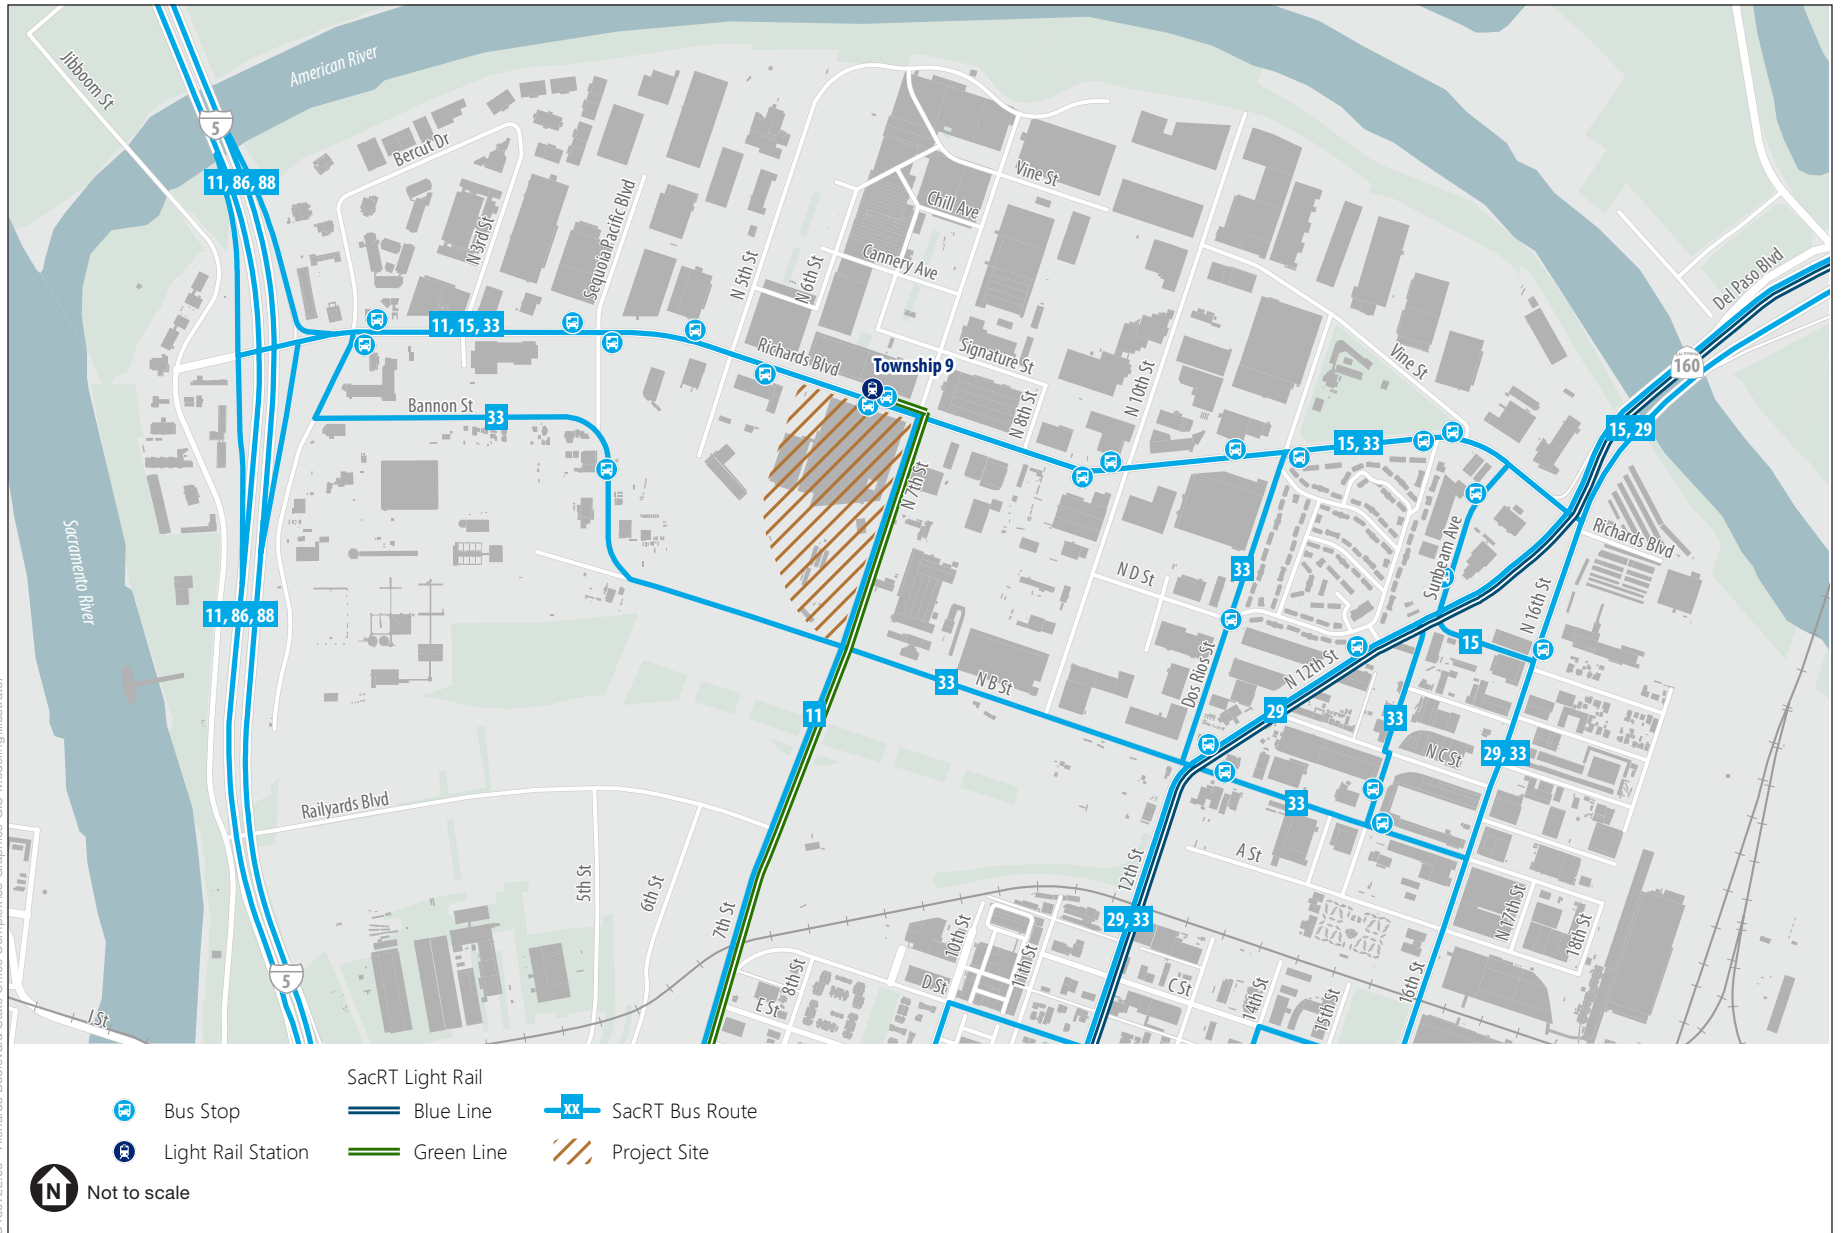 American River
Jibboom St
5
Bercut Dr
11, 86, 88
Vine St
Sequoia Pacific Blvd
Chill Ave
N 3rd St
Cannery Ave
N 5th St
N 6th St
Del Paso Blvd
11, 15, 33
Richards Blvd
Signature St
Vine St
CALIFORNIA
160
Township 9
N 10th St
Bannon St
33
N 8th St
15, 33
15, 29
N 7th St
Sacramento River
Richards Blvd
Sunbeam Ave
N D St
33
N 16th St
11, 86, 88
15
N 12th St
Dos Rios St
33
N B St
11
29
33
N C St
29, 33
Railyards Blvd
33
A St
5th St
6th St
12th St
7th St
29, 33
10th St
11th St
N 17th St
18th St
5
8th St
D St
C St
14th St
15th St
16th St
E St
I St
SacRT Light Rail
Bus Stop
Blue Line
xx
SacRT Bus Route
Light Rail Station
Green Line
Project Site
N
Not to scale